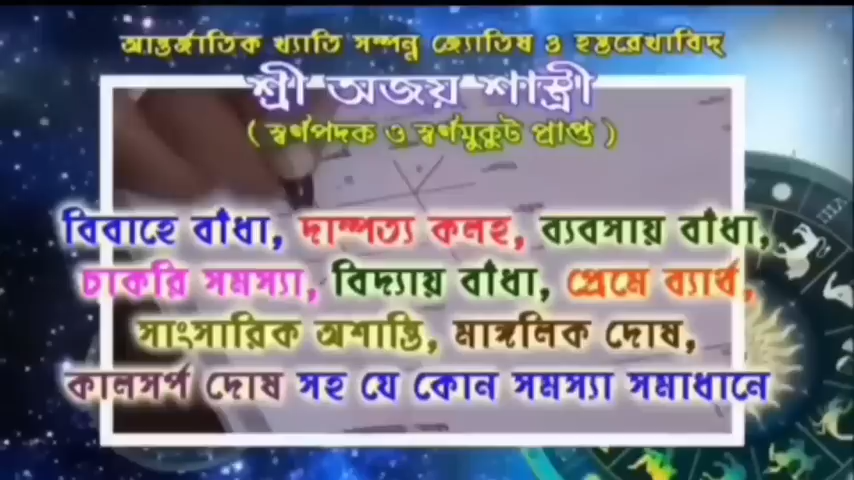 আন্তর্জাতিক খ্যাতি সম্পন্ন জ্যোতিষ ও হস্তরেখাবিদ্
শ্রী অজয় শাস্ত্রী
( স্বর্ণপদক ও স্বর্ণমুকুট প্রাপ্ত )
বিবাহে বাঁধা, দাম্পত্য কলহ, ব্যবসায় বাঁধা,
চাকরি সমস্যা, বিদ্যায় বাঁধা, প্রেমে ব্যার্থ,
সাংসারিক অশান্তি, মাঙ্গলিক দোষ,
কালসর্প দোষ সহ যে কোন সমস্যা সমাধানে